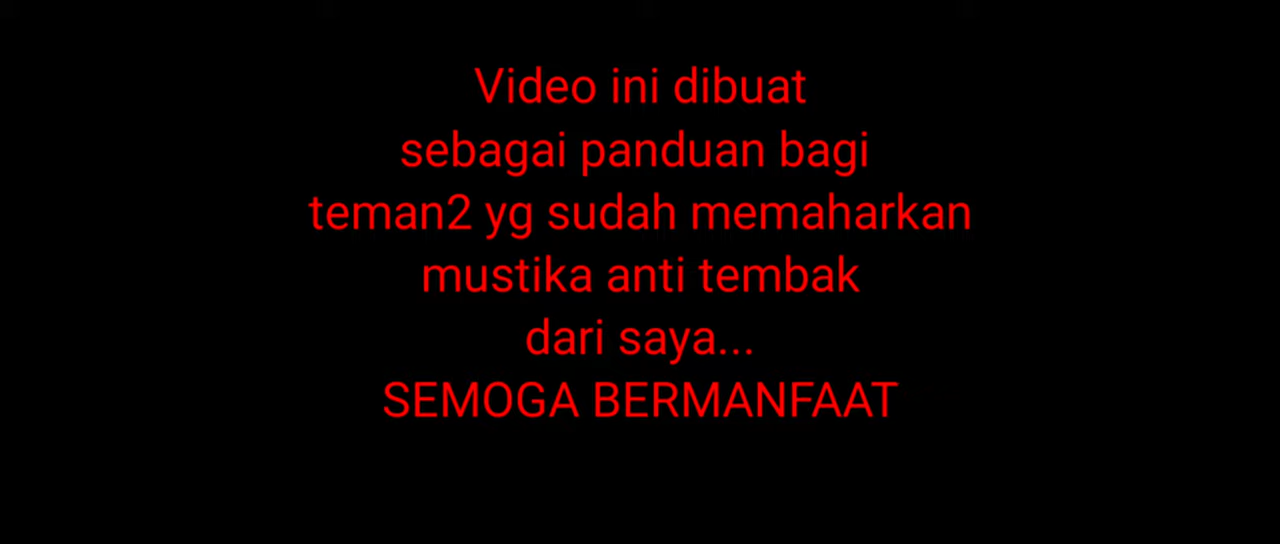 Video ini dibuat
sebagai panduan bagi
teman2 yg sudah memaharkan
mustika anti tembak
dari saya...
SEMOGA BERMANFAAT